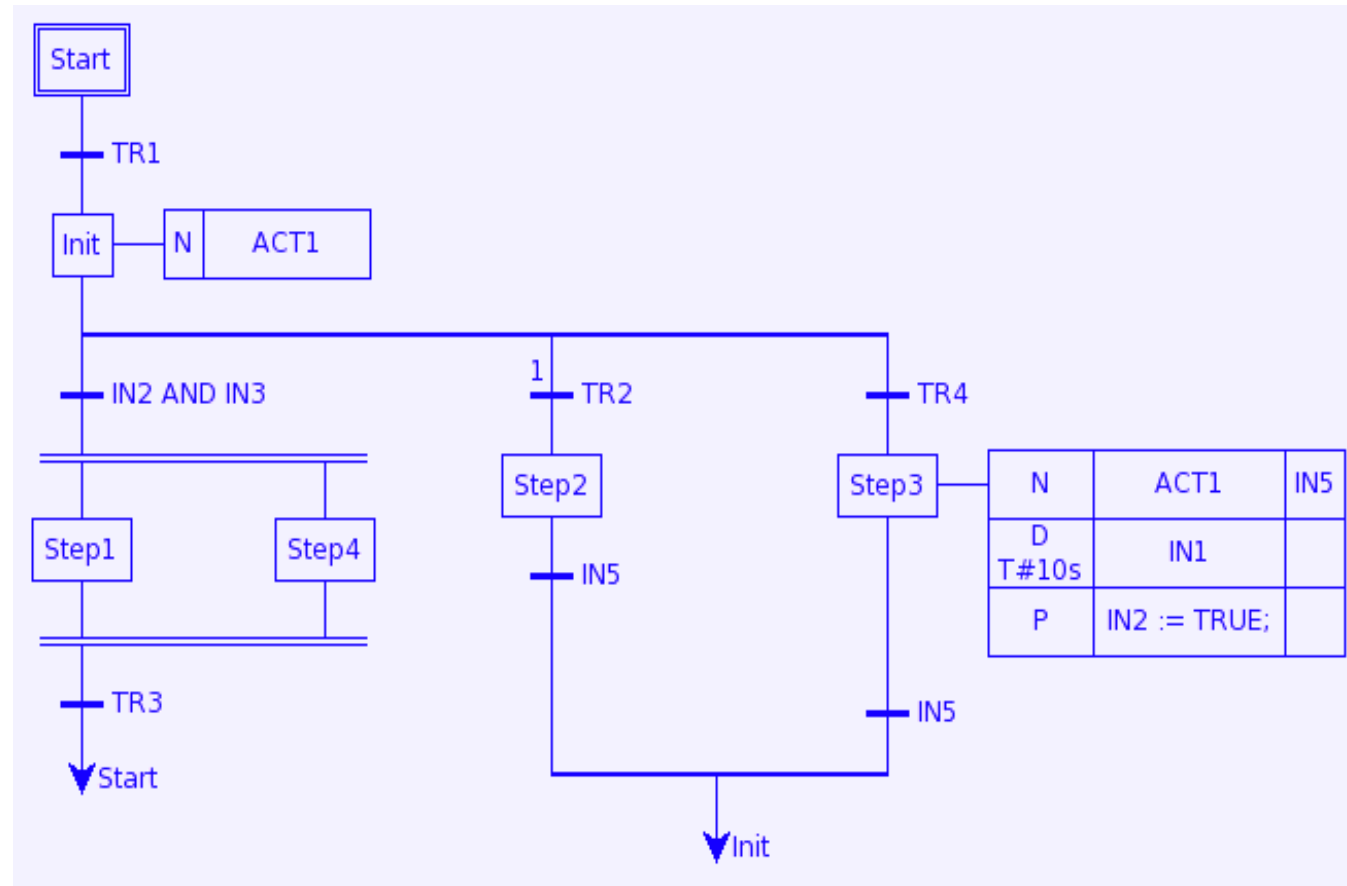 Start
TR1
Init
N
ACT1
1
IN2 AND IN3
TR2
TR4
Step2
Step3
N
ACT1
IN5
D
T#10s
IN1
P
IN2 := TRUE;
Step1
Step4
IN5
TR3
IN5
Start
Init